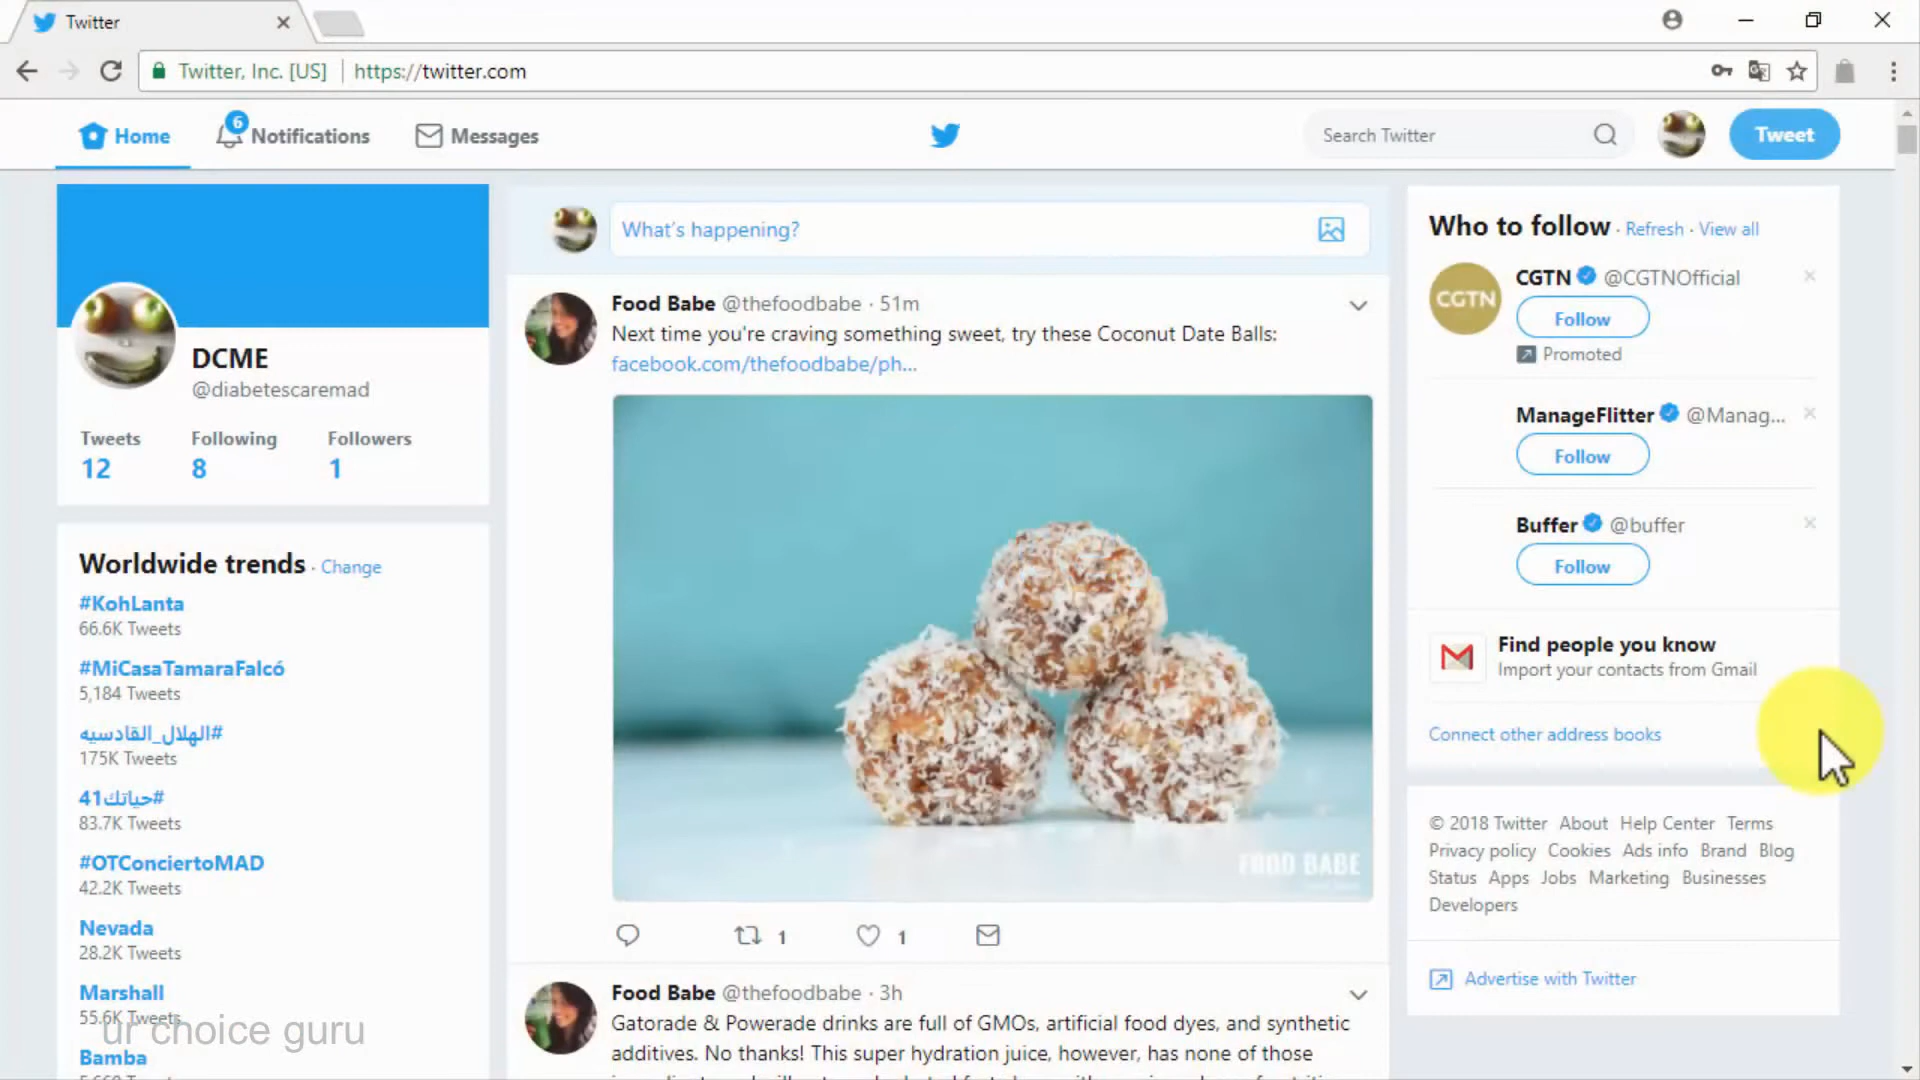 Twitter
Twitter, Inc. [US] https://twitter.com
Home
6
Notifications
Messages
Search Twitter
Tweet
DCME
@diabetescaremad
Tweets Following Followers
12 8 1
Worldwide trends · Change
#KohLanta
66.6K Tweets
#MiCasaTamaraFalcó
5,184 Tweets
#الهلال_القادسيه
175K Tweets
#حياتك41
83.7K Tweets
#OTConciertoMAD
42.2K Tweets
Nevada
28.2K Tweets
Marshall
55.6K Tweets
ur choice guru
Bamba
What's happening?
Food Babe @thefoodbabe · 51m
Next time you're craving something sweet, try these Coconut Date Balls:
facebook.com/thefoodbabe/ph...
FOOD BABE
1 1
Food Babe @thefoodbabe · 3h
Gatorade & Powerade drinks are full of GMOs, artificial food dyes, and synthetic
additives. No thanks! This super hydration juice, however, has none of those
Who to follow · Refresh · View all
CGTN
CGTN @CGTNOfficial
Follow
Promoted
ManageFlitter @Manag...
Follow
Buffer @buffer
Follow
Find people you know
Import your contacts from Gmail
Connect other address books
© 2018 Twitter About Help Center Terms
Privacy policy Cookies Ads info Brand Blog
Status Apps Jobs Marketing Businesses
Developers
Advertise with Twitter